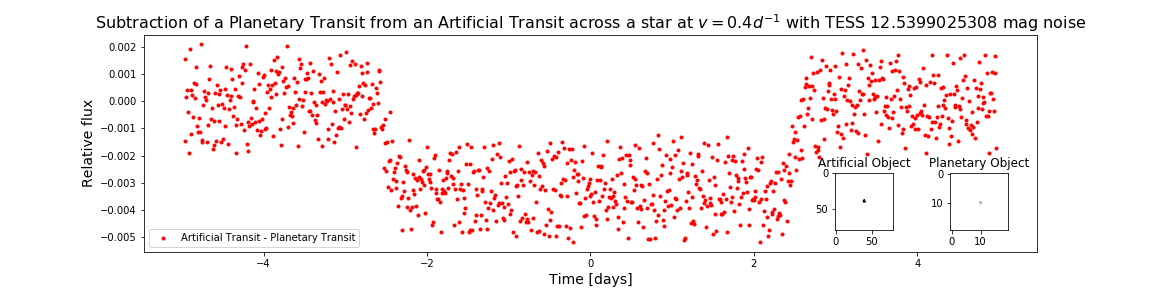 Subtraction of a Planetary Transit from an Artificial Transit across a star at v = 0.4d⁻¹ with TESS 12.5399025308 mag noise
Relative flux
0.002
0.001
0.000
−0.001
−0.002
−0.003
−0.004
−0.005
Artificial Transit - Planetary Transit
Artificial Object
0
50
0 50
Planetary Object
0
10
0 10
−4 −2 0 2 4
Time [days]